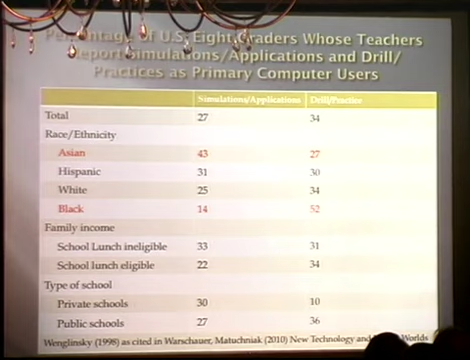 Percentage of U.S. Eight Graders Whose Teachers
Report Simulations/Applications and Drill/
Practices as Primary Computer Users
Simulations/Applications Drill/Practice
Total 27 34
Race/Ethnicity
Asian 43 27
Hispanic 31 30
White 25 34
Black 14 52
Family income
School Lunch ineligible 33 31
School lunch eligible 22 34
Type of school
Private schools 30 10
Public schools 27 36
Wenglinsky (1998) as cited in Warschauer, Matuchniak (2010) New Technology and Worlds